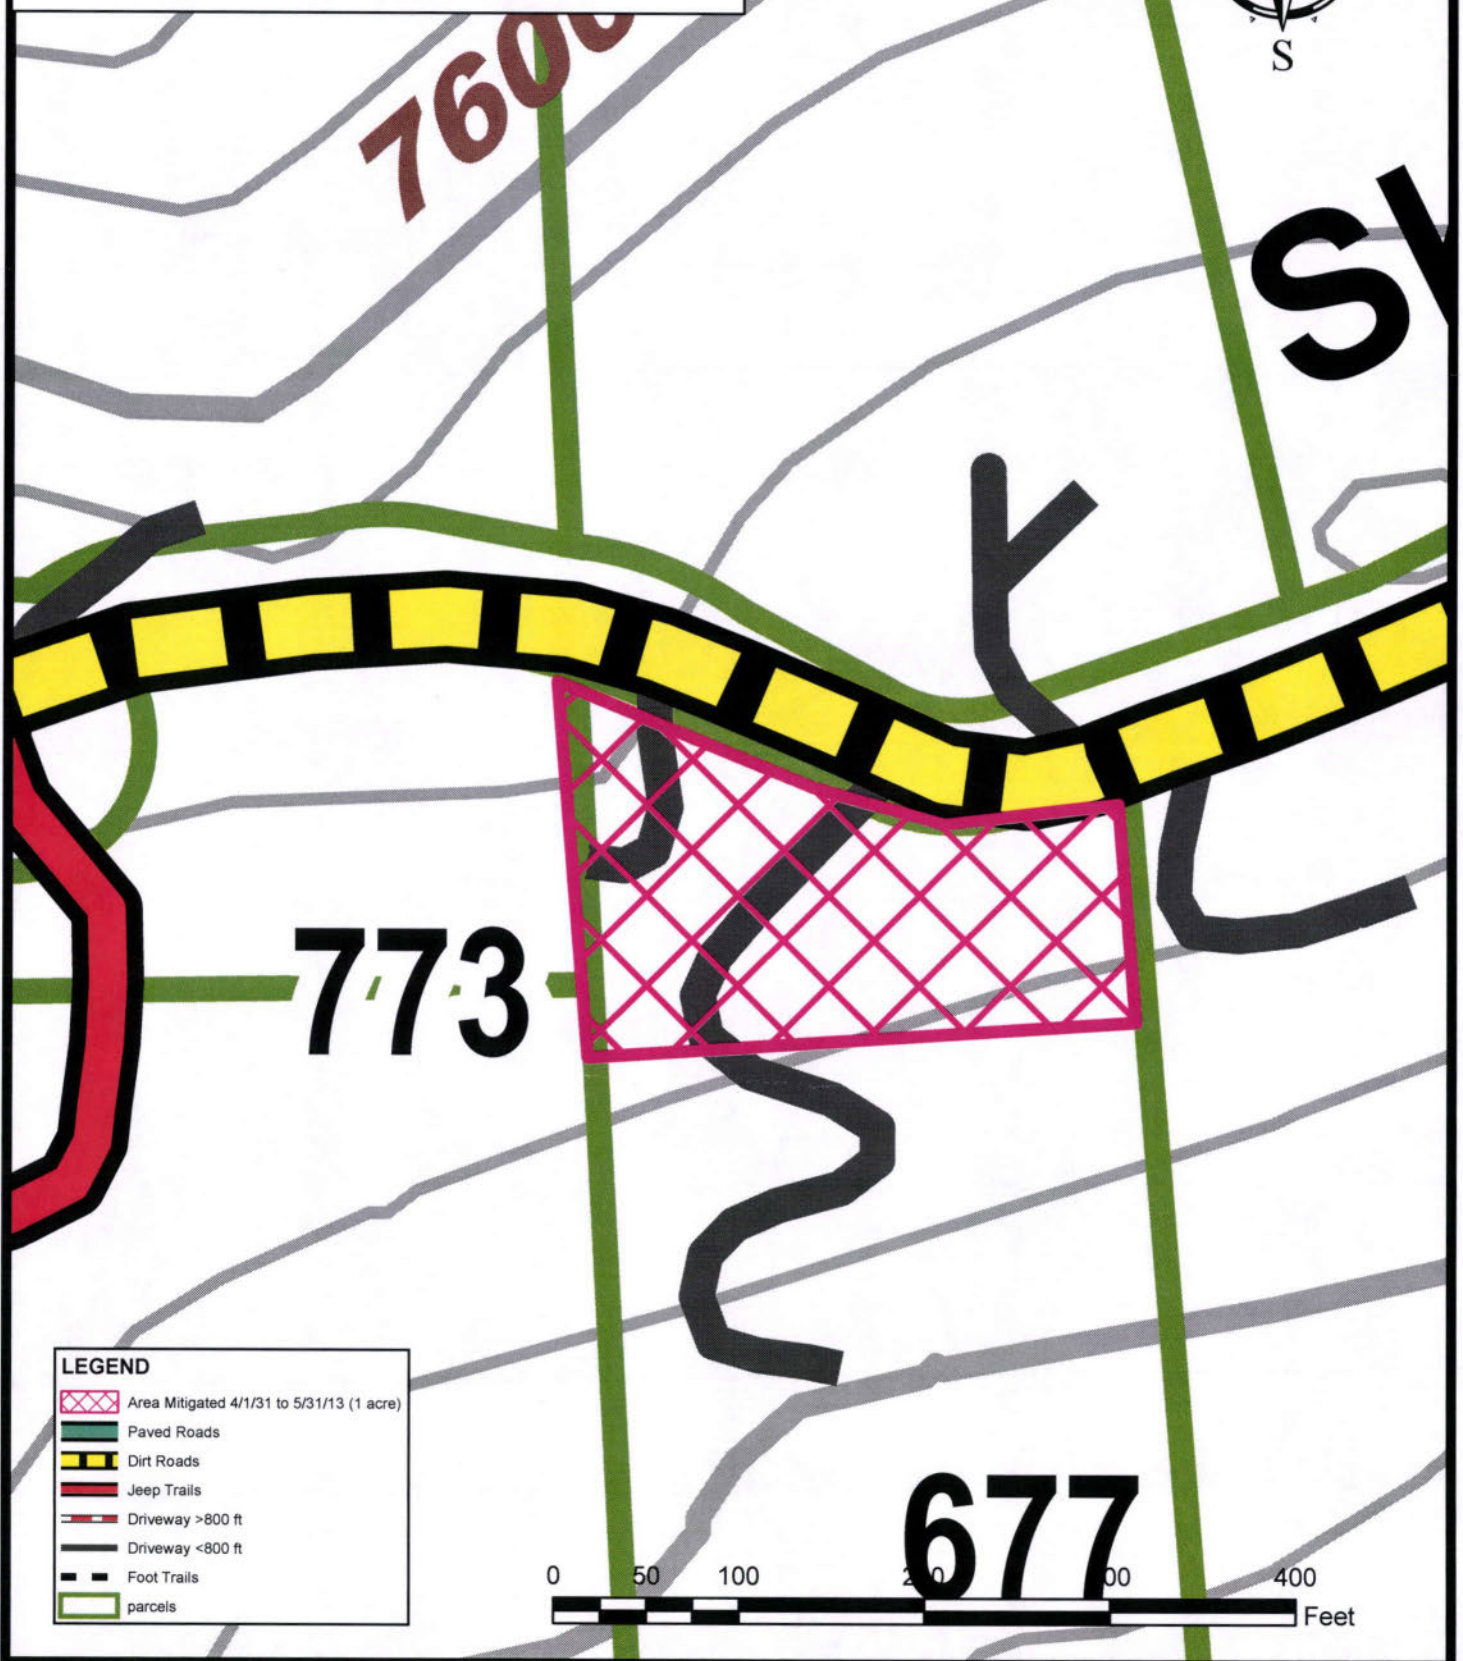 S
7600
773
LEGEND
Area Mitigated 4/1/31 to 5/31/13 (1 acre)
Paved Roads
Dirt Roads
Jeep Trails
Driveway >800 ft
Driveway <800 ft
Foot Trails
parcels
677
0 50 100 400
Feet